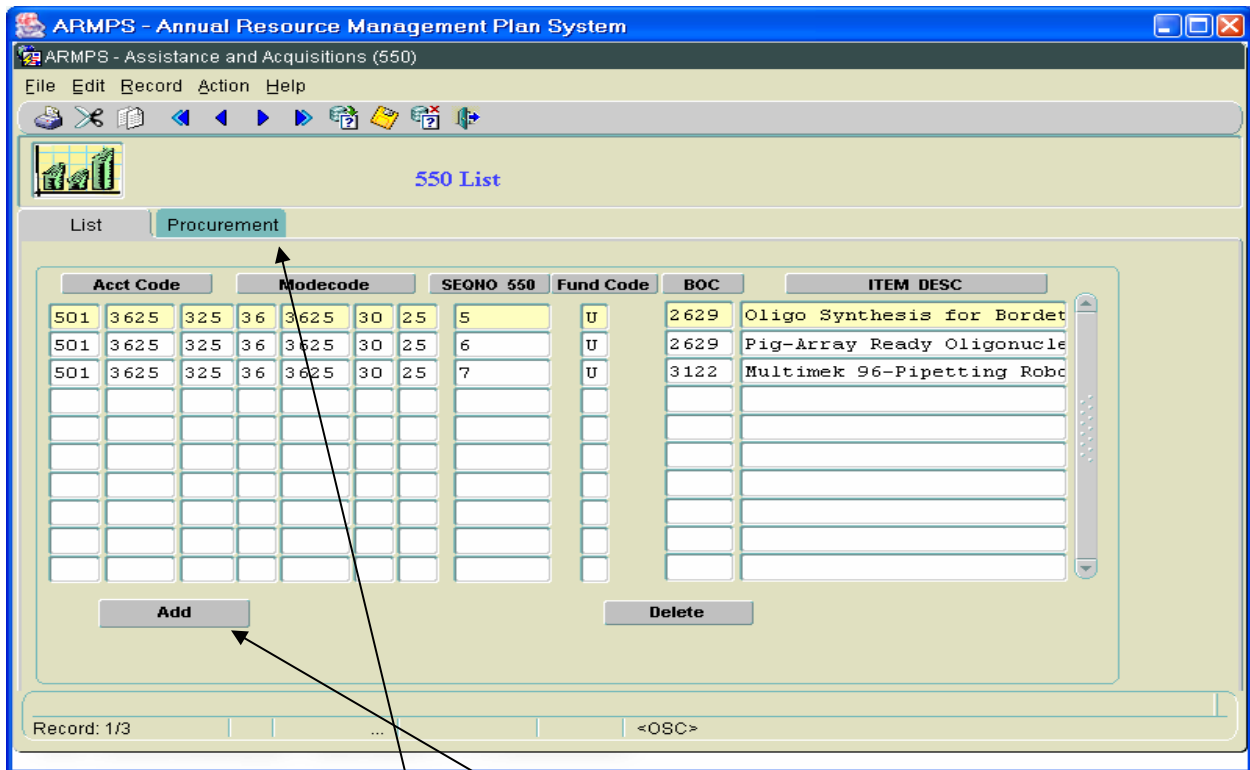 ARMPS - Annual Resource Management Plan System
ARMPS - Assistance and Acquisitions (550)
File Edit Record Action Help
550 List
List Procurement
Acct Code Modecode SEQNO 550 Fund Code BOC ITEM DESC
501 3625 325 36 3625 30 25 5 U 2629 Oligo Synthesis for Bordet
501 3625 325 36 3625 30 25 6 U 2629 Pig-Array Ready Oligonucle
501 3625 325 36 3625 30 25 7 U 3122 Multimek 96-Pipetting Robo
Add Delete
Record: 1/3 ... <OSC>